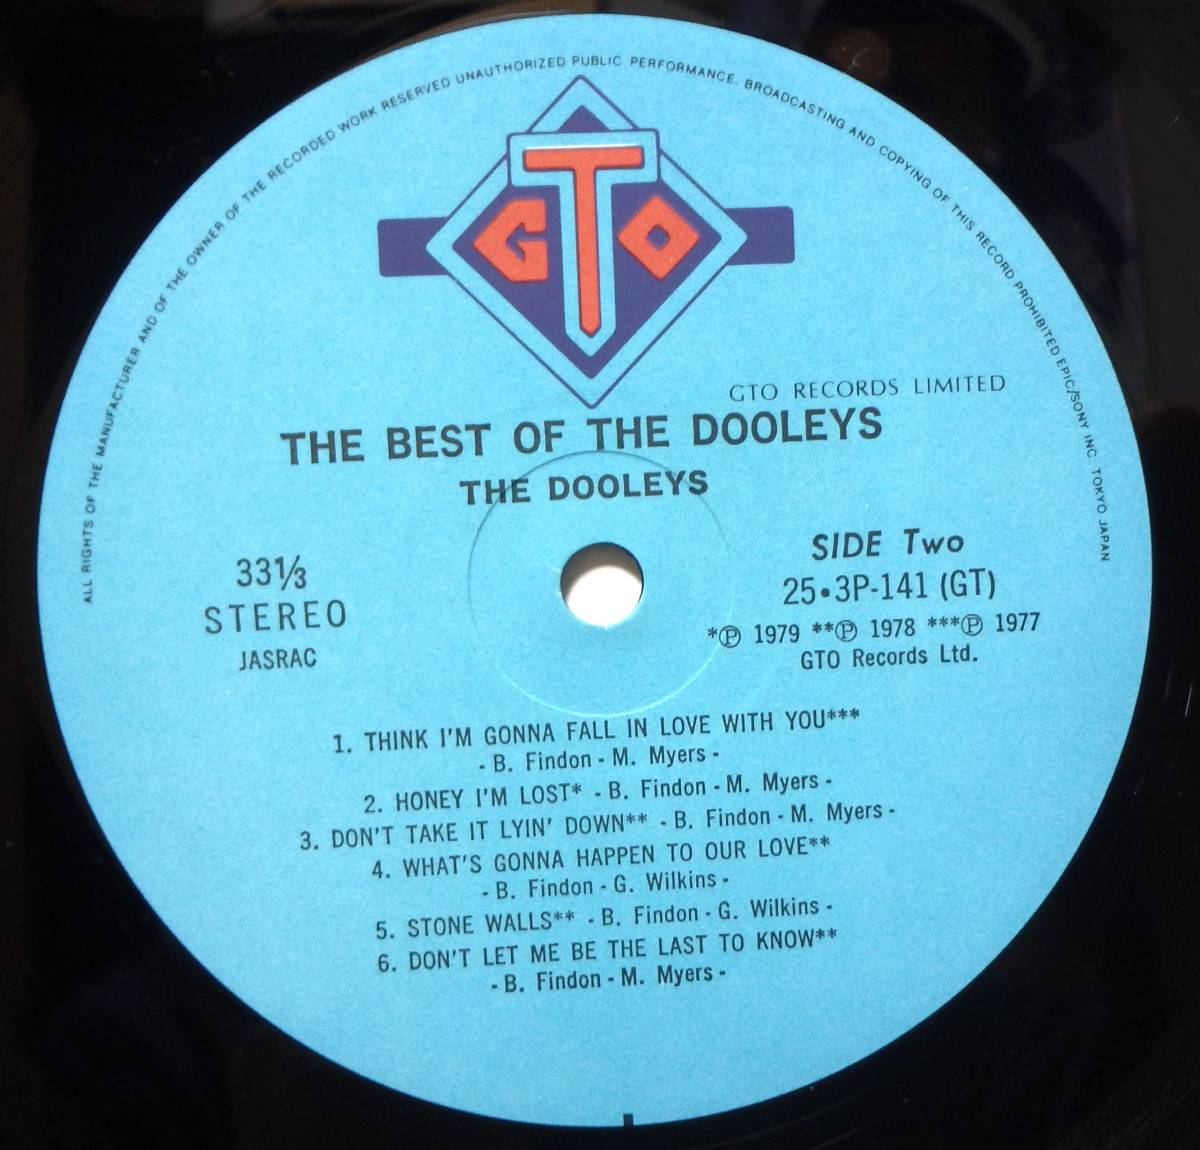 ALL RIGHTS OF THE MANUFACTURER AND OF THE OWNER OF THE RECORDED WORK RESERVED UNAUTHORIZED PUBLIC PERFORMANCE. BROADCASTING AND COPYING OF THIS RECORD PROHIBITED EPIC/SONY INC. TOKYO JAPAN
GTO
GTO RECORDS LIMITED
THE BEST OF THE DOOLEYS
THE DOOLEYS
33⅓
STEREO
JASRAC
SIDE Two
25•3P-141 (GT)
*Ⓟ 1979 **Ⓟ 1978 ***Ⓟ 1977
GTO Records Ltd.
1. THINK I'M GONNA FALL IN LOVE WITH YOU***
- B. Findon - M. Myers -
2. HONEY I'M LOST* - B. Findon - M. Myers -
3. DON'T TAKE IT LYIN' DOWN** - B. Findon - M. Myers -
4. WHAT'S GONNA HAPPEN TO OUR LOVE**
- B. Findon - G. Wilkins -
5. STONE WALLS** - B. Findon - G. Wilkins -
6. DON'T LET ME BE THE LAST TO KNOW**
- B. Findon - M. Myers -